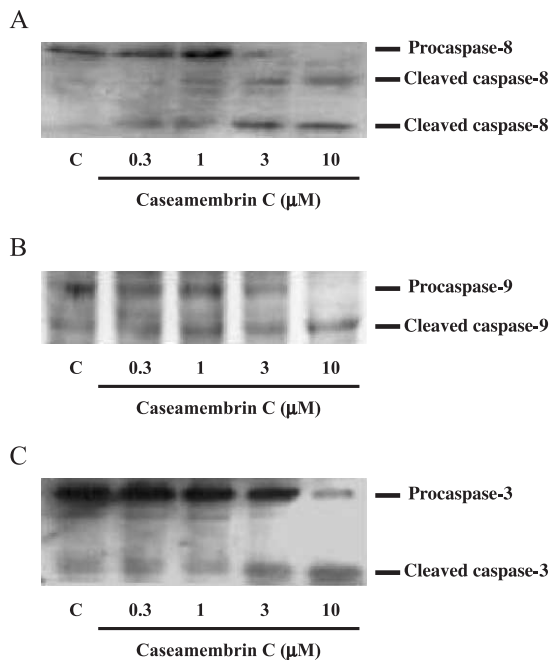 A
Procaspase-8
Cleaved caspase-8
Cleaved caspase-8
C 0.3 1 3 10
Caseamembrin C (μM)
B
Procaspase-9
Cleaved caspase-9
C 0.3 1 3 10
Caseamembrin C (μM)
C
Procaspase-3
Cleaved caspase-3
C 0.3 1 3 10
Caseamembrin C (μM)